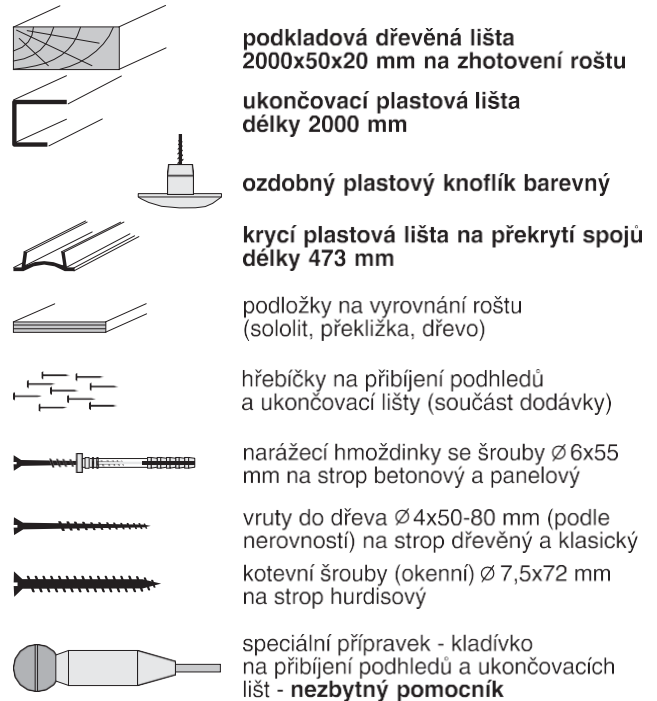 podkladová dřevěná lišta
2000x50x20 mm na zhotovení roštu
ukončovací plastová lišta
délky 2000 mm
ozdobný plastový knoflík barevný
krycí plastová lišta na překrytí spojů
délky 473 mm
podložky na vyrovnání roštu
(sololit, překližka, dřevo)
hřebíčky na přibíjení podhledů
a ukončovací lišty (součást dodávky)
narážecí hmoždinky se šrouby ∅ 6x55
mm na strop betonový a panelový
vruty do dřeva ∅ 4x50-80 mm (podle
nerovností) na strop dřevěný a klasický
kotevní šrouby (okenní) ∅ 7,5x72 mm
na strop hurdisový
speciální přípravek - kladívko
na přibíjení podhledů a ukončovacích
lišt - nezbytný pomocník